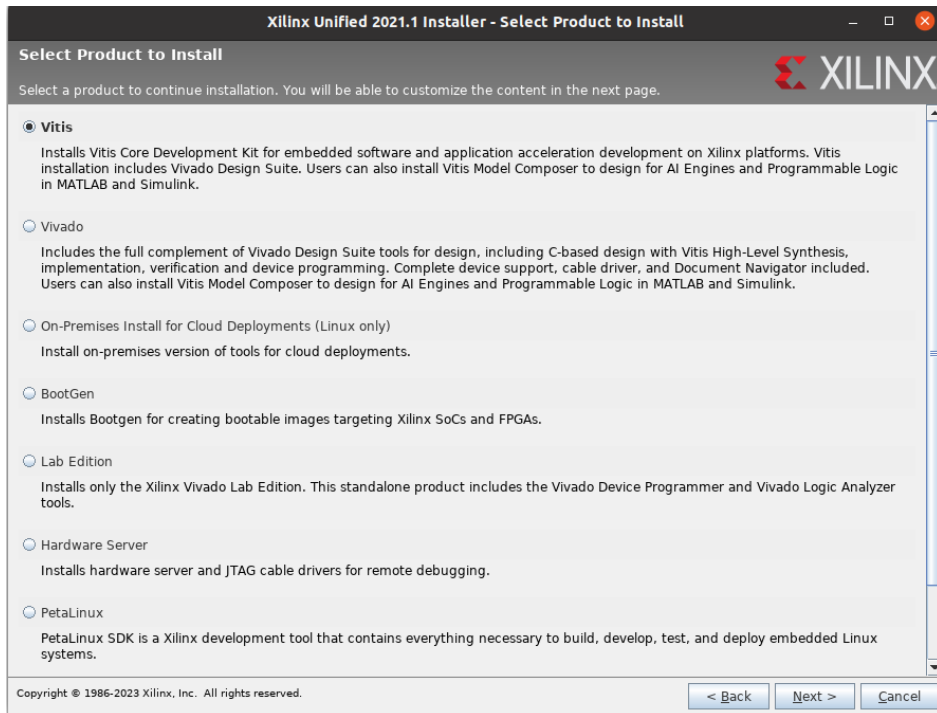 Xilinx Unified 2021.1 Installer - Select Product to Install
Select Product to Install
XILINX
Select a product to continue installation. You will be able to customize the content in the next page.
Vitis
Installs Vitis Core Development Kit for embedded software and application acceleration development on Xilinx platforms. Vitis
installation includes Vivado Design Suite. Users can also install Vitis Model Composer to design for AI Engines and Programmable Logic
in MATLAB and Simulink.
Vivado
Includes the full complement of Vivado Design Suite tools for design, including C-based design with Vitis High-Level Synthesis,
implementation, verification and device programming. Complete device support, cable driver, and Document Navigator included.
Users can also install Vitis Model Composer to design for AI Engines and Programmable Logic in MATLAB and Simulink.
On-Premises Install for Cloud Deployments (Linux only)
Install on-premises version of tools for cloud deployments.
BootGen
Installs Bootgen for creating bootable images targeting Xilinx SoCs and FPGAs.
Lab Edition
Installs only the Xilinx Vivado Lab Edition. This standalone product includes the Vivado Device Programmer and Vivado Logic Analyzer
tools.
Hardware Server
Installs hardware server and JTAG cable drivers for remote debugging.
PetaLinux
PetaLinux SDK is a Xilinx development tool that contains everything necessary to build, develop, test, and deploy embedded Linux
systems.
Copyright © 1986-2023 Xilinx, Inc. All rights reserved.
< Back
Next >
Cancel